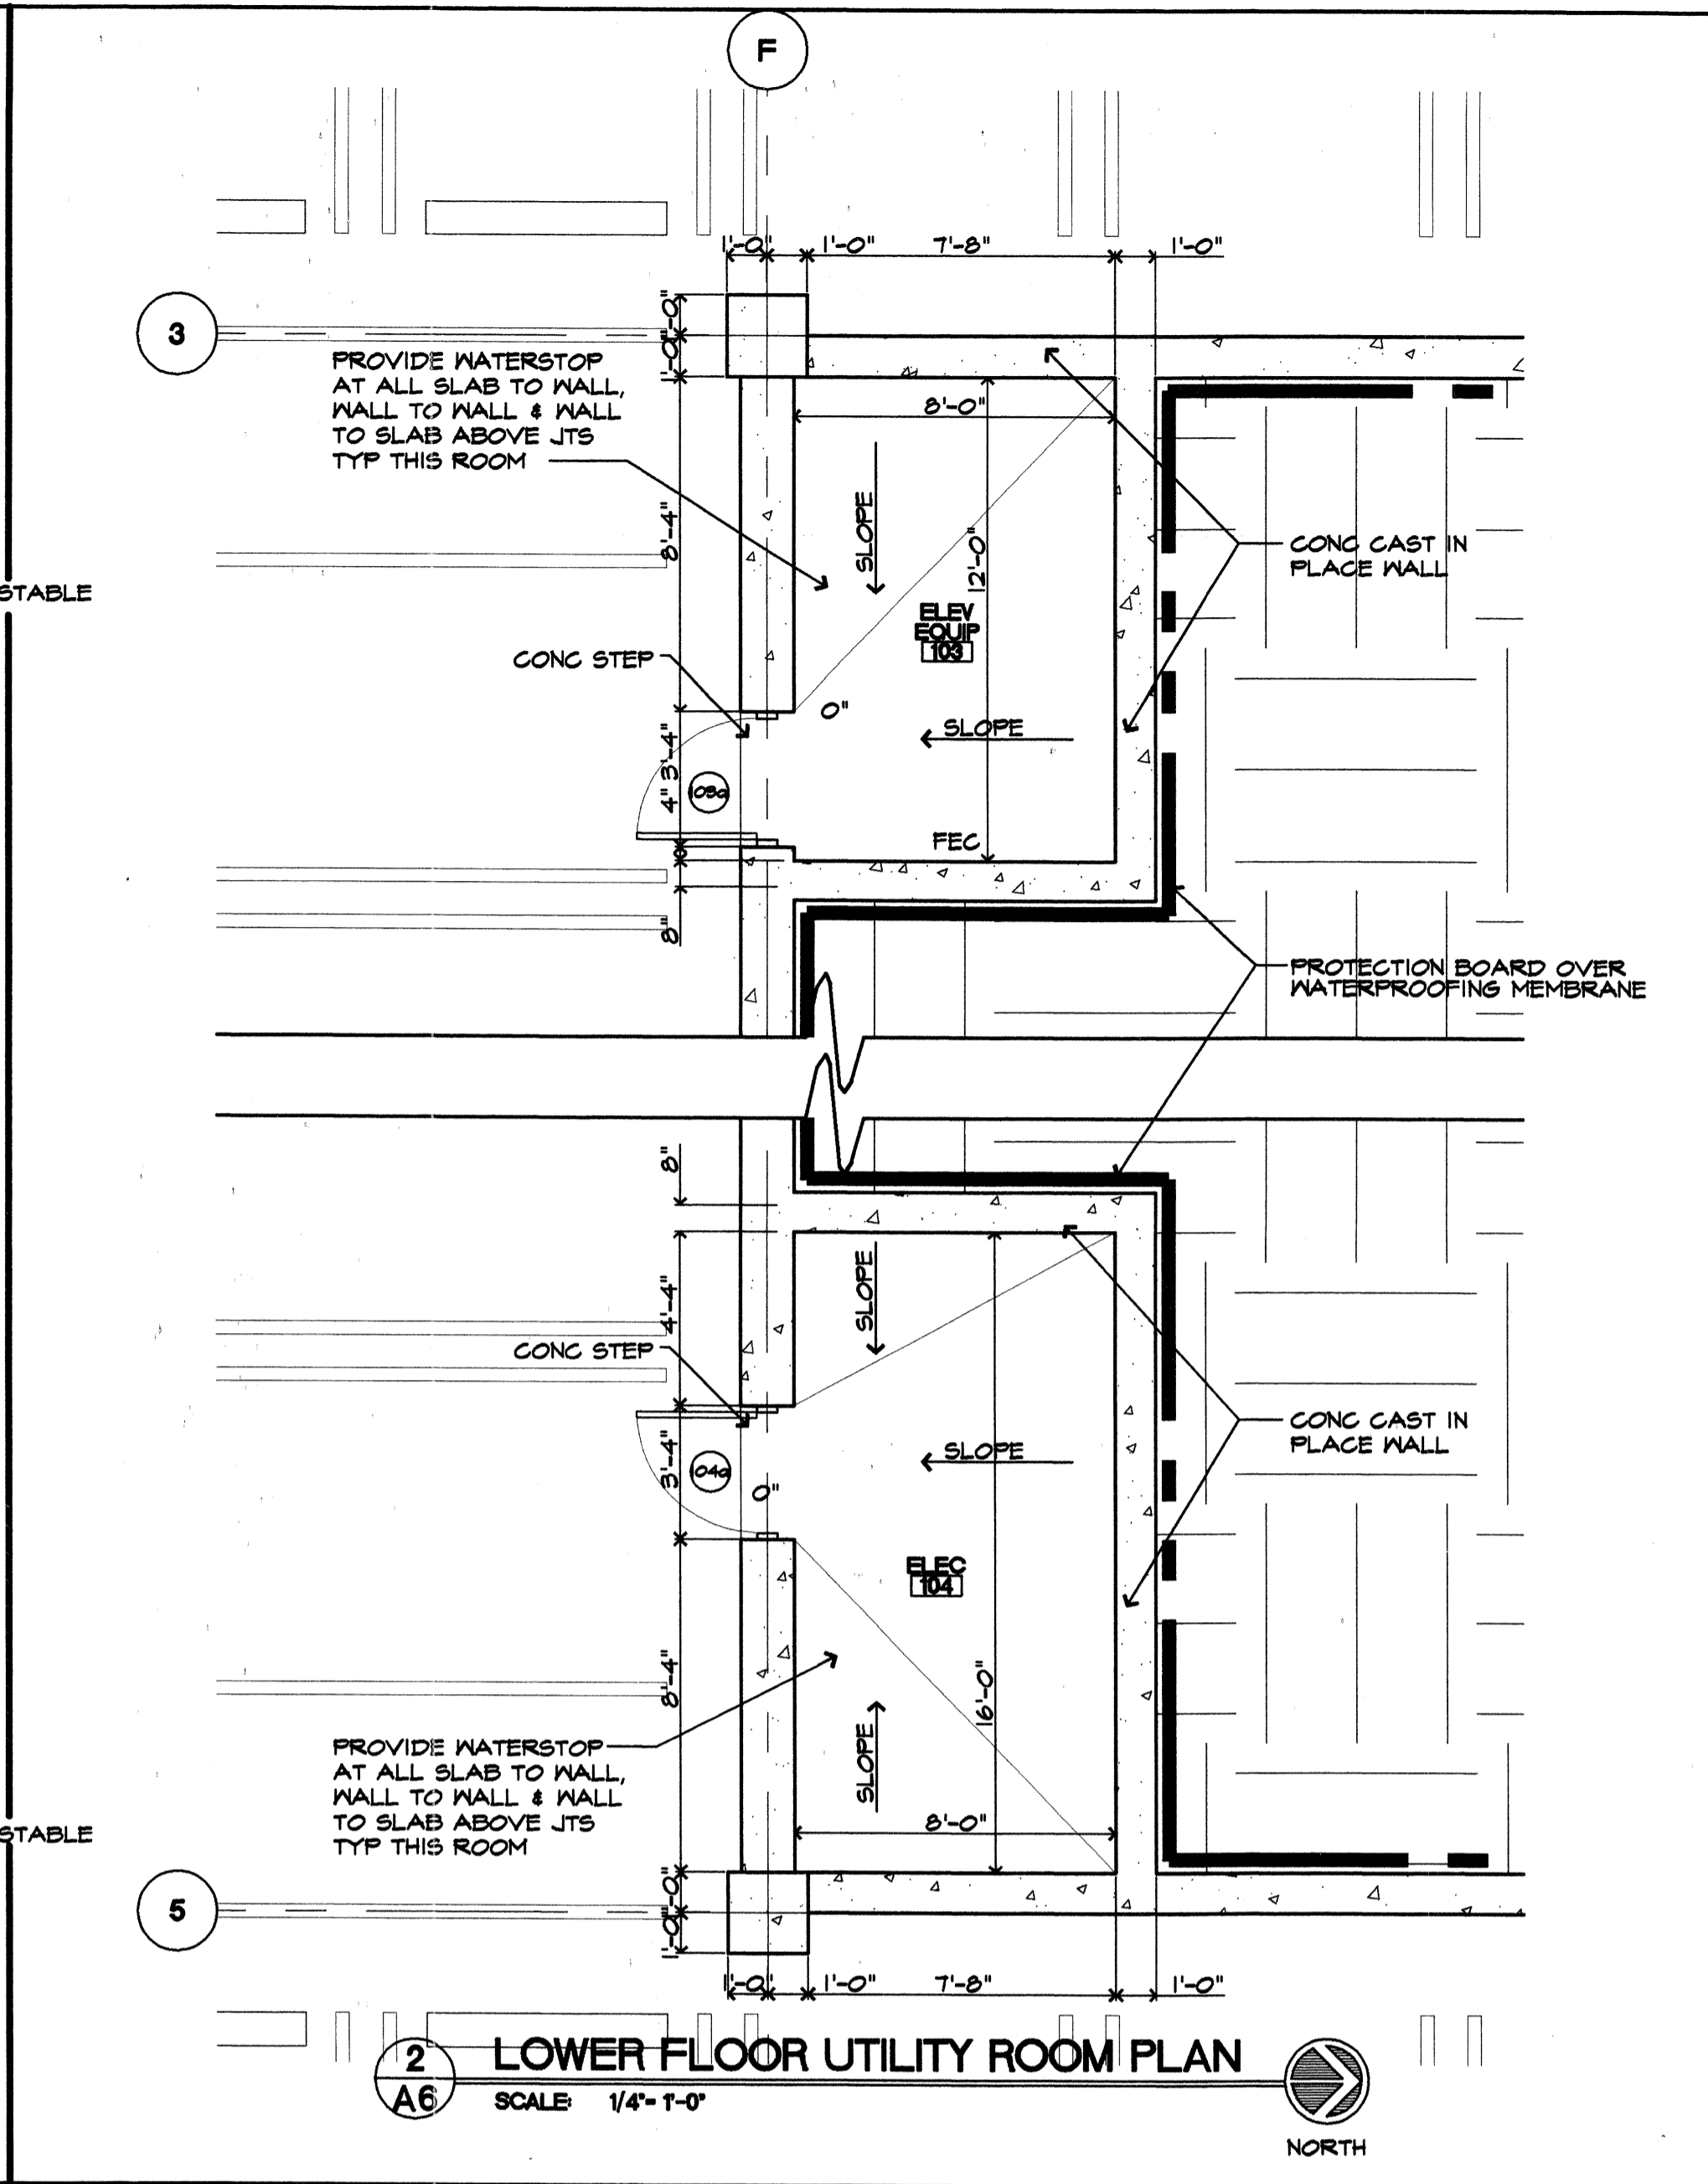 F
1'-0" 1'-0" 7'-8" 1'-0"
3
1'-0"
1'-0"
PROVIDE WATERSTOP
AT ALL SLAB TO WALL,
WALL TO WALL & WALL
TO SLAB ABOVE JTS
TYP THIS ROOM
8'-0"
8'-4"
SLOPE
12'-0"
CONC CAST IN
PLACE WALL
STABLE
ELEV
EQUIP
103
CONC STEP
0"
SLOPE
3'-4"
4"
103a
FEC
8"
PROTECTION BOARD OVER
WATERPROOFING MEMBRANE
8"
SLOPE
4'-4"
CONC STEP
CONC CAST IN
PLACE WALL
SLOPE
3'-4"
104a
0"
ELEC
104
8'-4"
16'-0"
SLOPE
PROVIDE WATERSTOP
AT ALL SLAB TO WALL,
WALL TO WALL & WALL
TO SLAB ABOVE JTS
TYP THIS ROOM
8'-0"
STABLE
1'-0"
5
1'-0"
1'-0" 1'-0" 7'-8" 1'-0"
2
A6
LOWER FLOOR UTILITY ROOM PLAN
SCALE: 1/4"= 1'-0"
NORTH